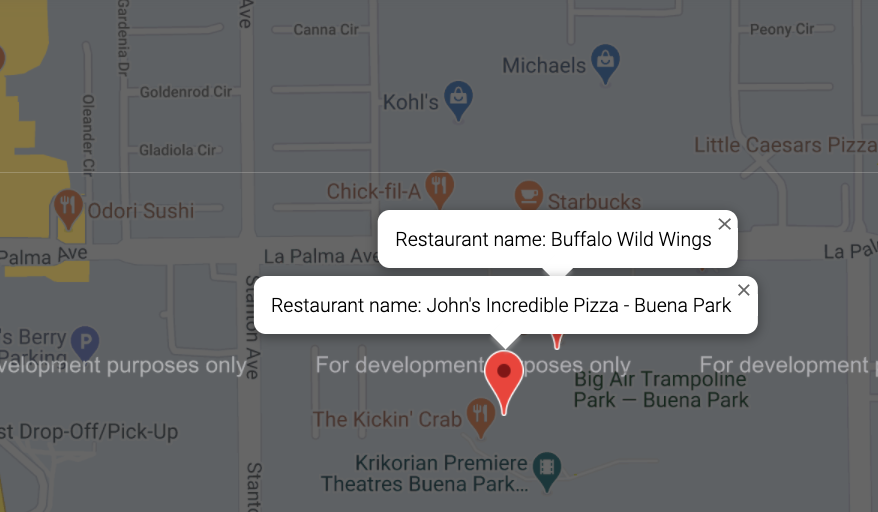 Ave
Canna Cir
Peony Cir
Gardenia Dr
Michaels
Goldenrod Cir
Kohl's
Oleander Cir
Gladiola Cir
Little Caesars Pizza
Chick-fil-A
Starbucks
Odori Sushi
Restaurant name: Buffalo Wild Wings
Palma Ave
La Palma Ave
La Pal
Stanton Ave
Restaurant name: John's Incredible Pizza - Buena Park
's Berry
Parking
velopment purposes only
For development
poses only
For development p
Big Air Trampoline
Park — Buena Park
The Kickin' Crab
st Drop-Off/Pick-Up
Krikorian Premiere
Theatres Buena Park...
Stanto